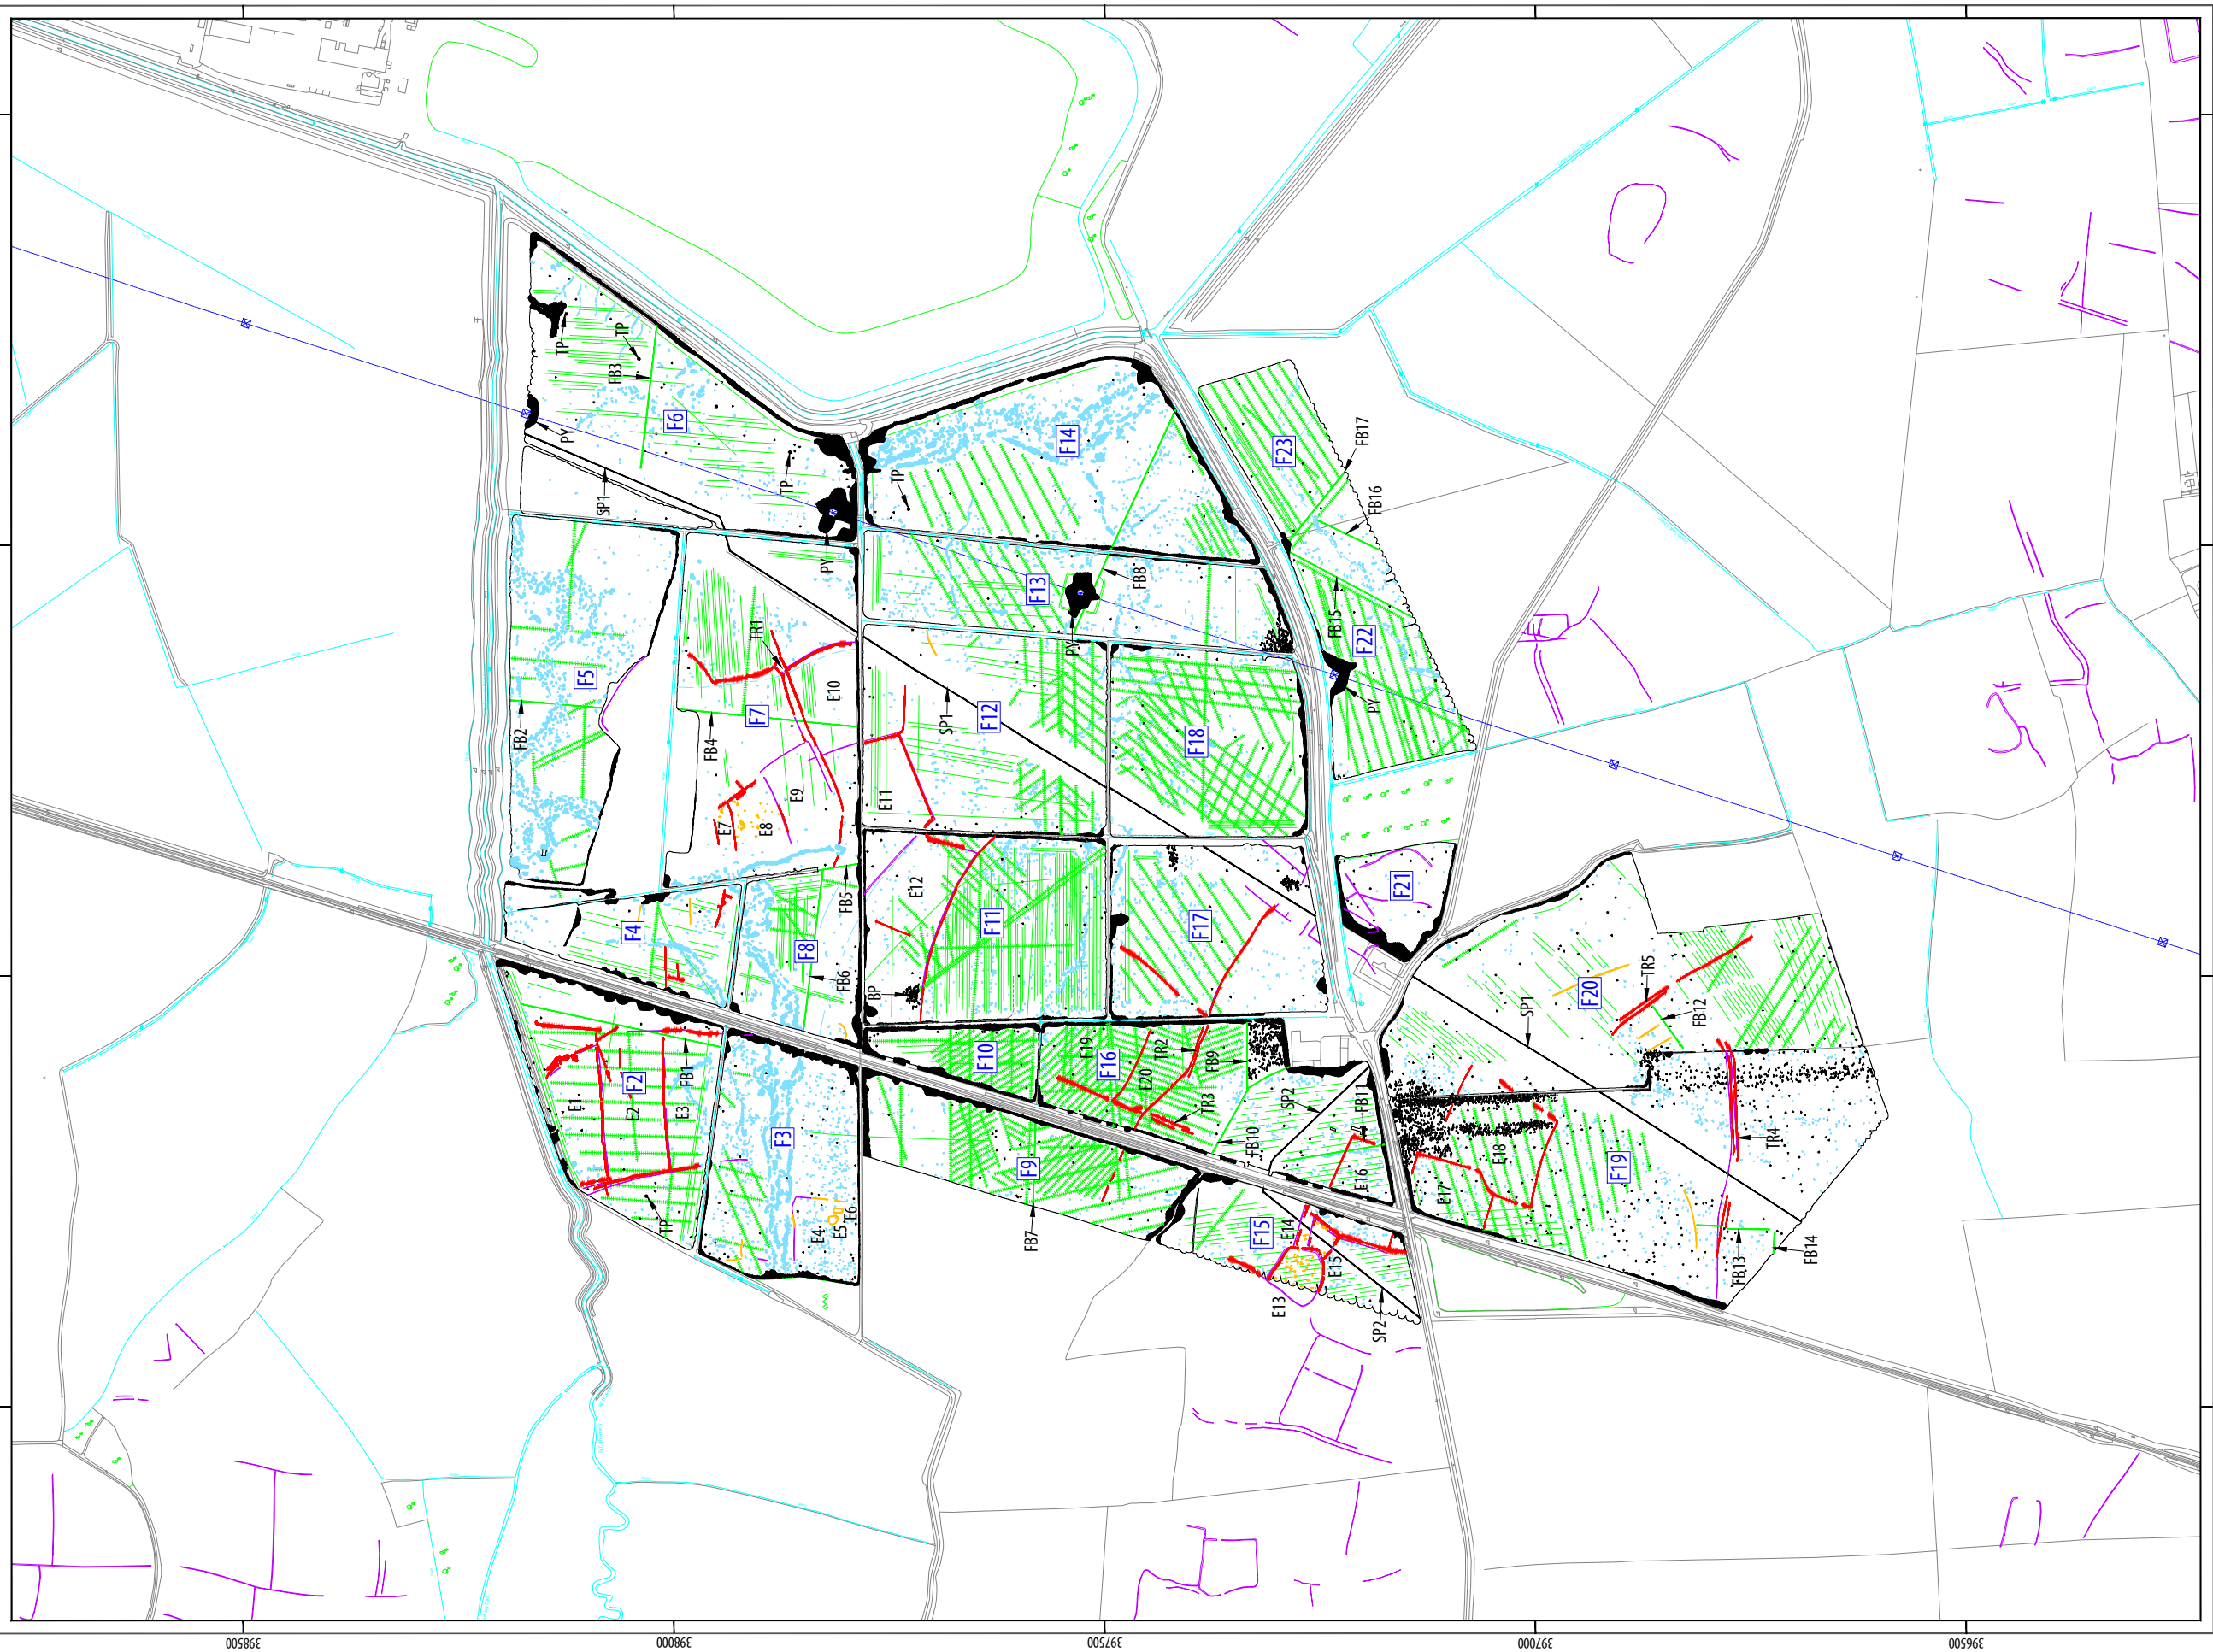 TP
TP
FB3
F6
PY
SP1
TP
PY
TP
F14
F23
FB17
FB16
FB15
F22
PY
F13
FB8
PY
F5
FB2
TR1
E10
F7
FB4
E9
E8
E7
SP1
F12
E11
F18
F21
F4
F8
FB5
FB6
E12
F11
BP
F17
F20
TR5
FB12
SP1
E1
E2
F2
E3
FB1
TP
F3
E4
E5
E6
F10
E19
F16
E20
TR2
FB9
TR3
FB10
SP2
FB11
E16
F9
FB7
F15
E14
E15
E13
SP2
E17
E18
F19
TR4
FB13
FB14
398500
398000
397500
397000
396500